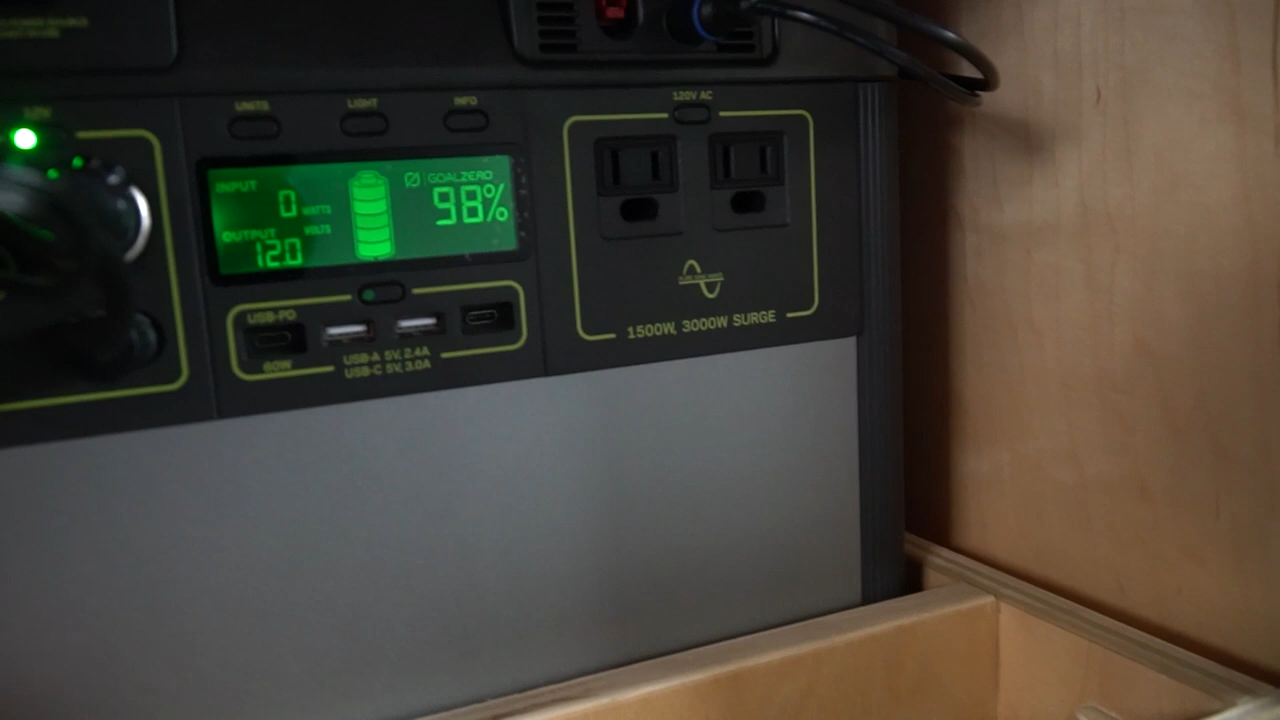 12V
UNITS
LIGHT
INFO
120V AC
INPUT
0 WATTS
OUTPUT
VOLTS
12.0
GOALZERO
98%
USB-PD
60W
USB-A 5V, 2.4A
USB-C 5V, 3.0A
1500W, 3000W SURGE